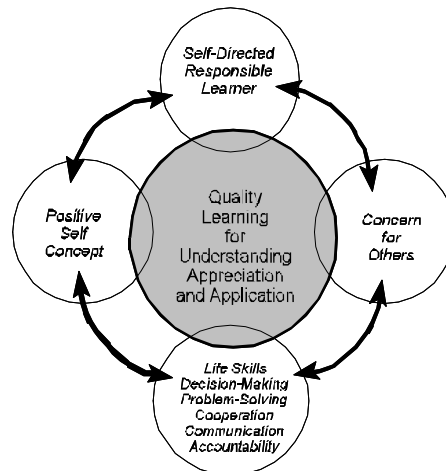 Self-Directed
Responsible
Learner
Positive
Self
Concept
Quality
Learning
for
Understanding
Appreciation
and Application
Concern
for
Others
Life Skills
Decision-Making
Problem-Solving
Cooperation
Communication
Accountability